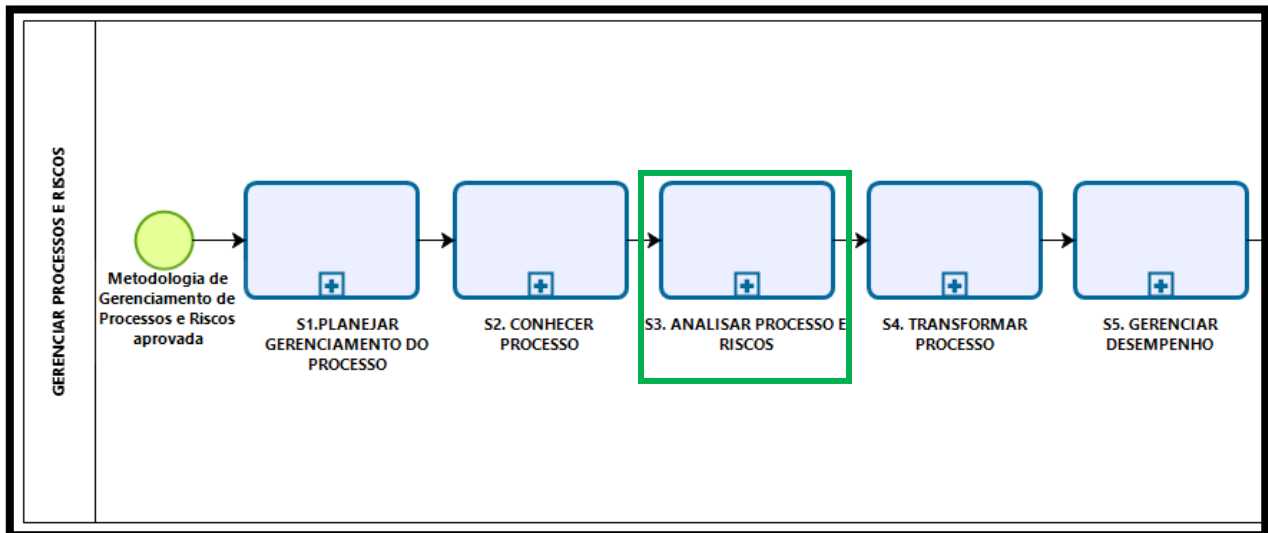 GERENCIAR PROCESSOS E RISCOS
Metodologia de
Gerenciamento de
Processos e Riscos
aprovada
S1.PLANEJAR
GERENCIAMENTO DO
PROCESSO
S2. CONHECER
PROCESSO
S3. ANALISAR PROCESSO E
RISCOS
S4. TRANSFORMAR
PROCESSO
S5. GERENCIAR
DESEMPENHO